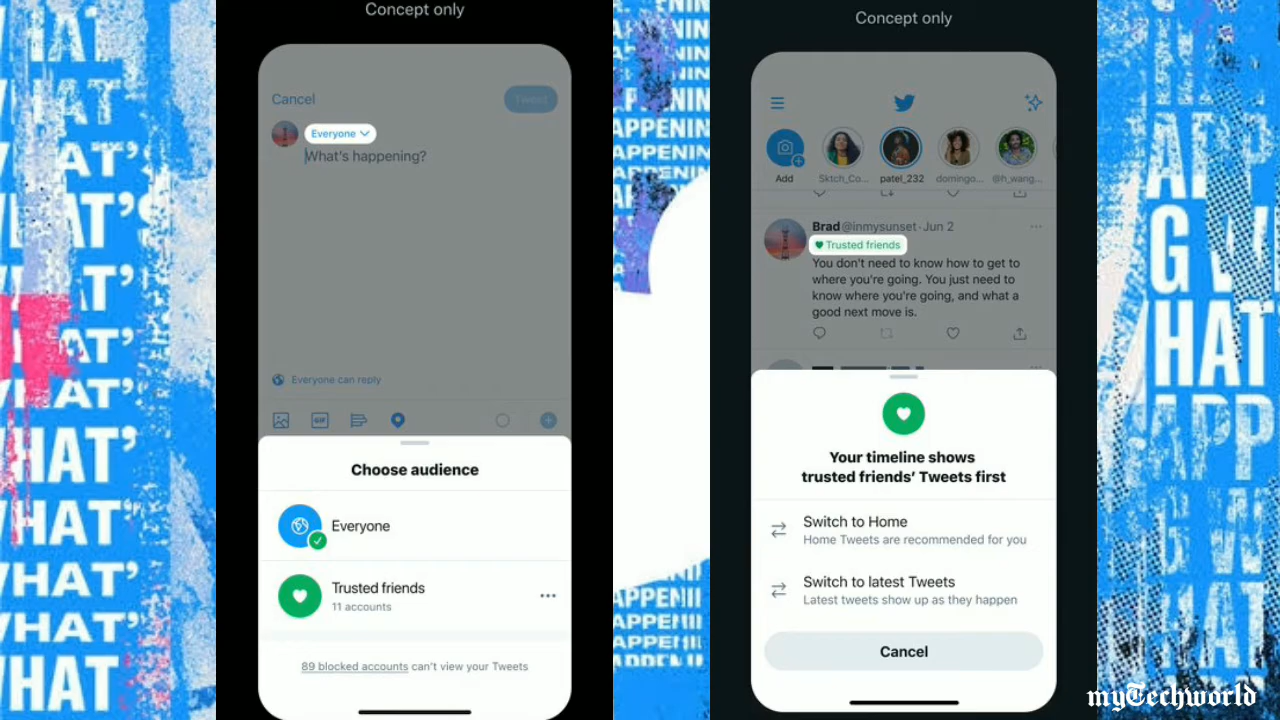 Concept only
Cancel
Tweet
Everyone
What's happening?
Everyone can reply
GIF
Choose audience
Everyone
Trusted friends
11 accounts
89 blocked accounts can't view your Tweets
Concept only
Add
Sktch_Co...
patel_232
domingo...
@h_wang...
Brad @inmysunset · Jun 2
Trusted friends
You don't need to know how to get to
where you're going. You just need to
know where you're going, and what a
good next move is.
Your timeline shows
trusted friends' Tweets first
Switch to Home
Home Tweets are recommended for you
Switch to latest Tweets
Latest tweets show up as they happen
Cancel
myTechworld